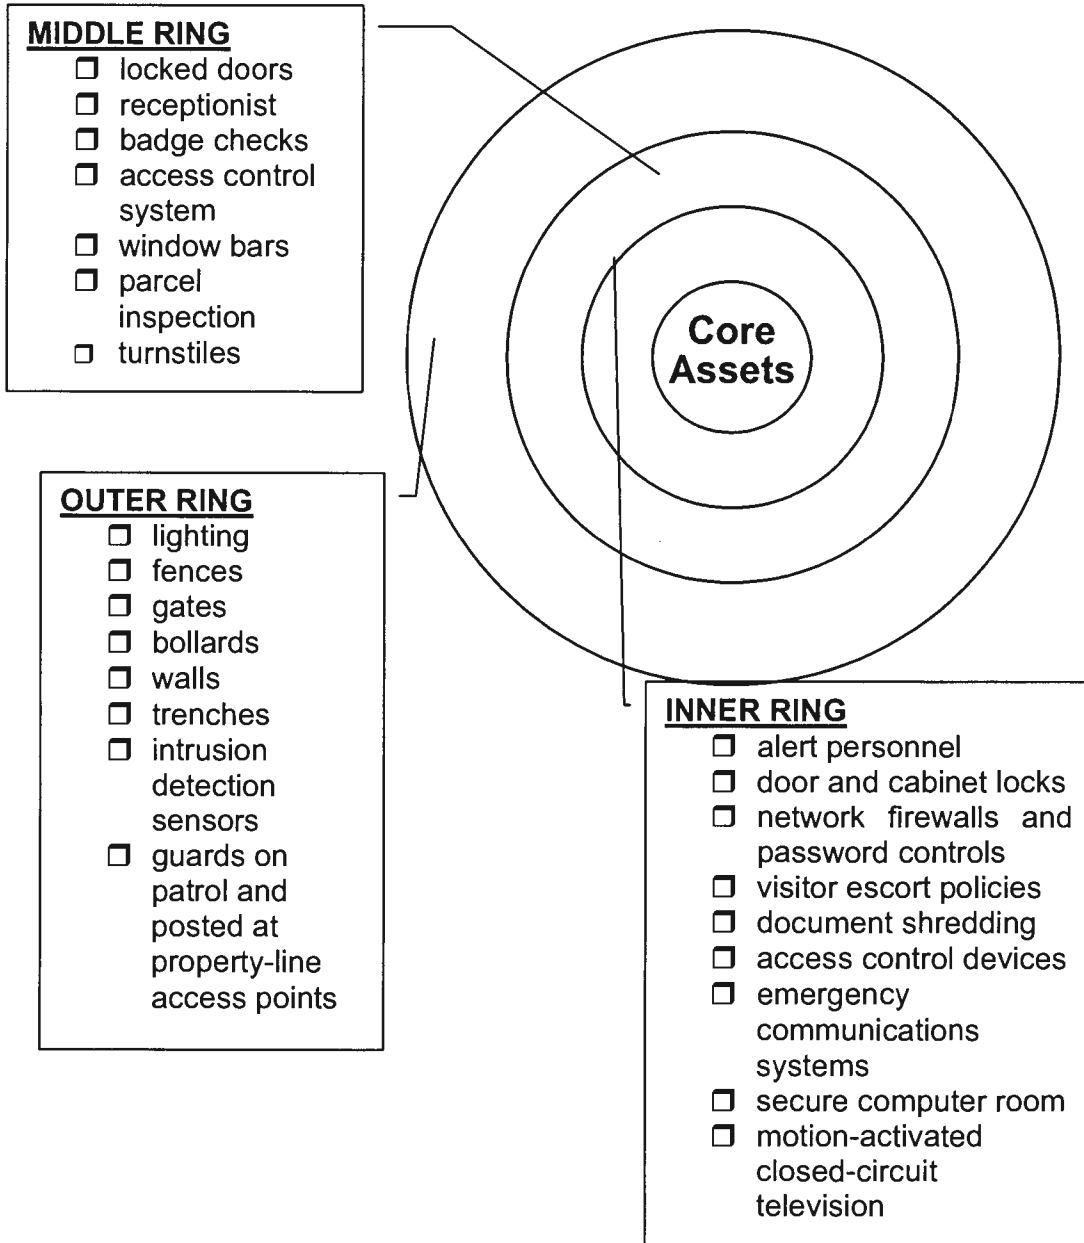 MIDDLE RING
☐ locked doors
☐ receptionist
☐ badge checks
☐ access control
system
☐ window bars
☐ parcel
inspection
☐ turnstiles
Core
Assets
OUTER RING
☐ lighting
☐ fences
☐ gates
☐ bollards
☐ walls
☐ trenches
☐ intrusion
detection
sensors
☐ guards on
patrol and
posted at
property-line
access points
INNER RING
☐ alert personnel
☐ door and cabinet locks
☐ network firewalls and
password controls
☐ visitor escort policies
☐ document shredding
☐ access control devices
☐ emergency
communications
systems
☐ secure computer room
☐ motion-activated
closed-circuit
television